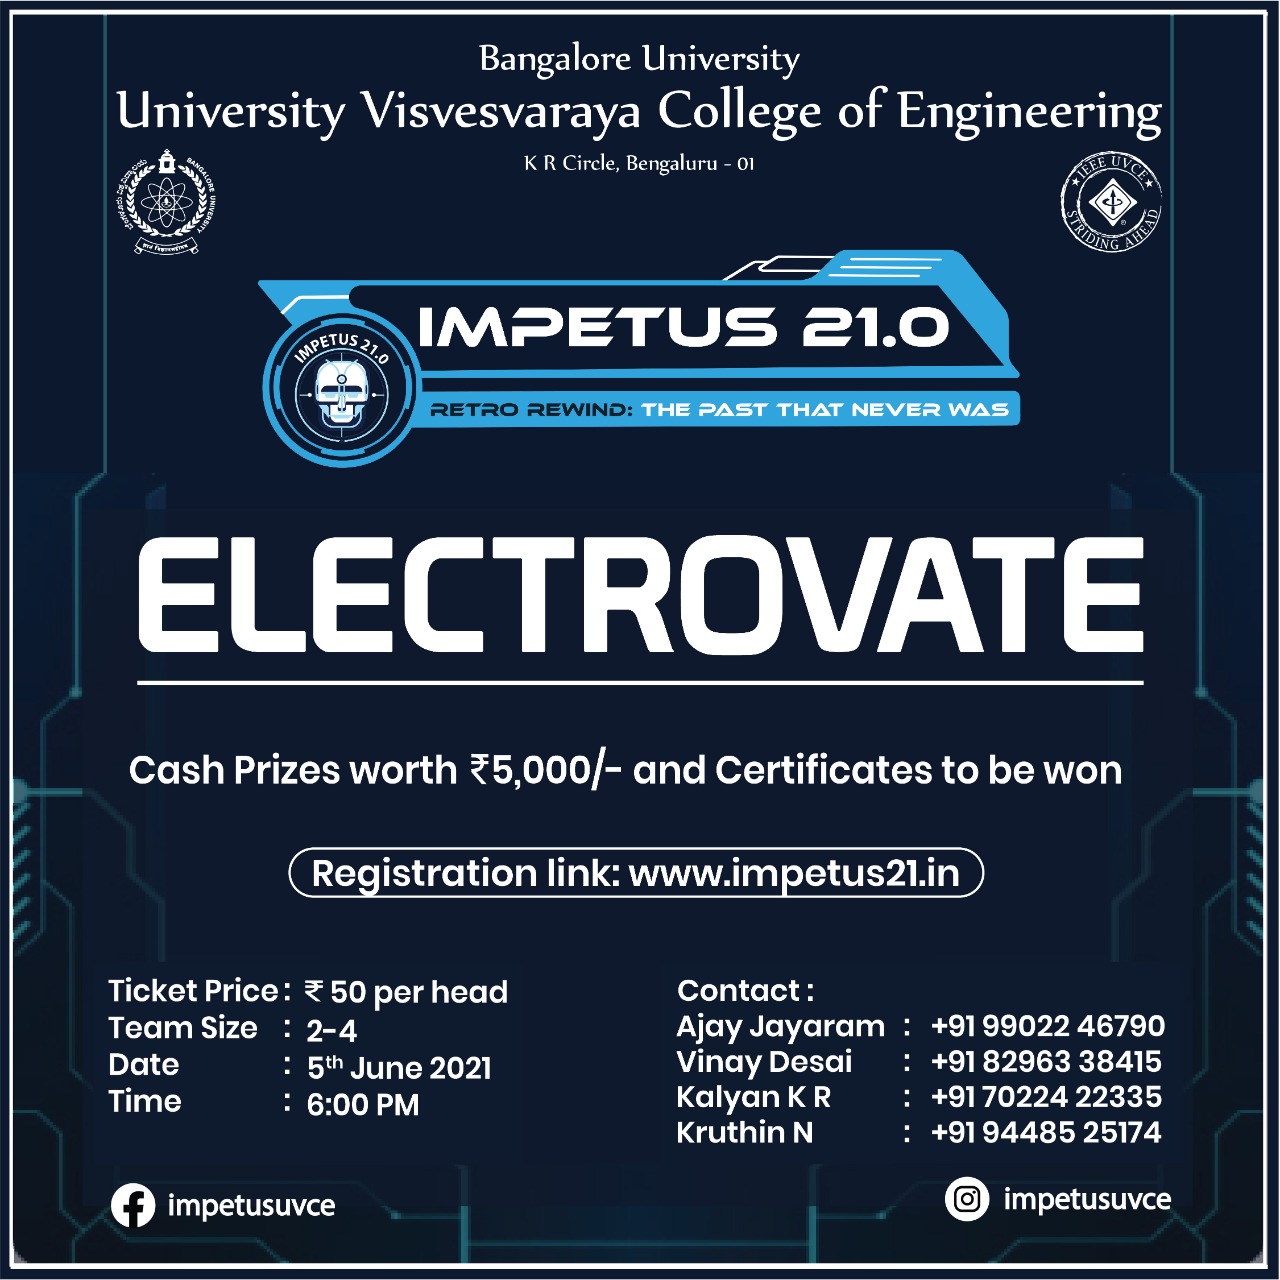 Bangalore University
University Visvesvaraya College of Engineering
K R Circle, Bengaluru - 01
BANGALORE UNIVERSITY
IEEE UVCE
STRIDING AHEAD
IMPETUS 21.0
IMPETUS 21.0
RETRO REWIND: THE PAST THAT NEVER WAS
ELECTROVATE
Cash Prizes worth ₹5,000/- and Certificates to be won
Registration link: www.impetus21.in
Ticket Price : ₹ 50 per head
Team Size : 2-4
Date : 5th June 2021
Time : 6:00 PM
Contact :
Ajay Jayaram : +91 99022 46790
Vinay Desai : +91 82963 38415
Kalyan K R : +91 70224 22335
Kruthin N : +91 94485 25174
impetusuvce
impetusuvce